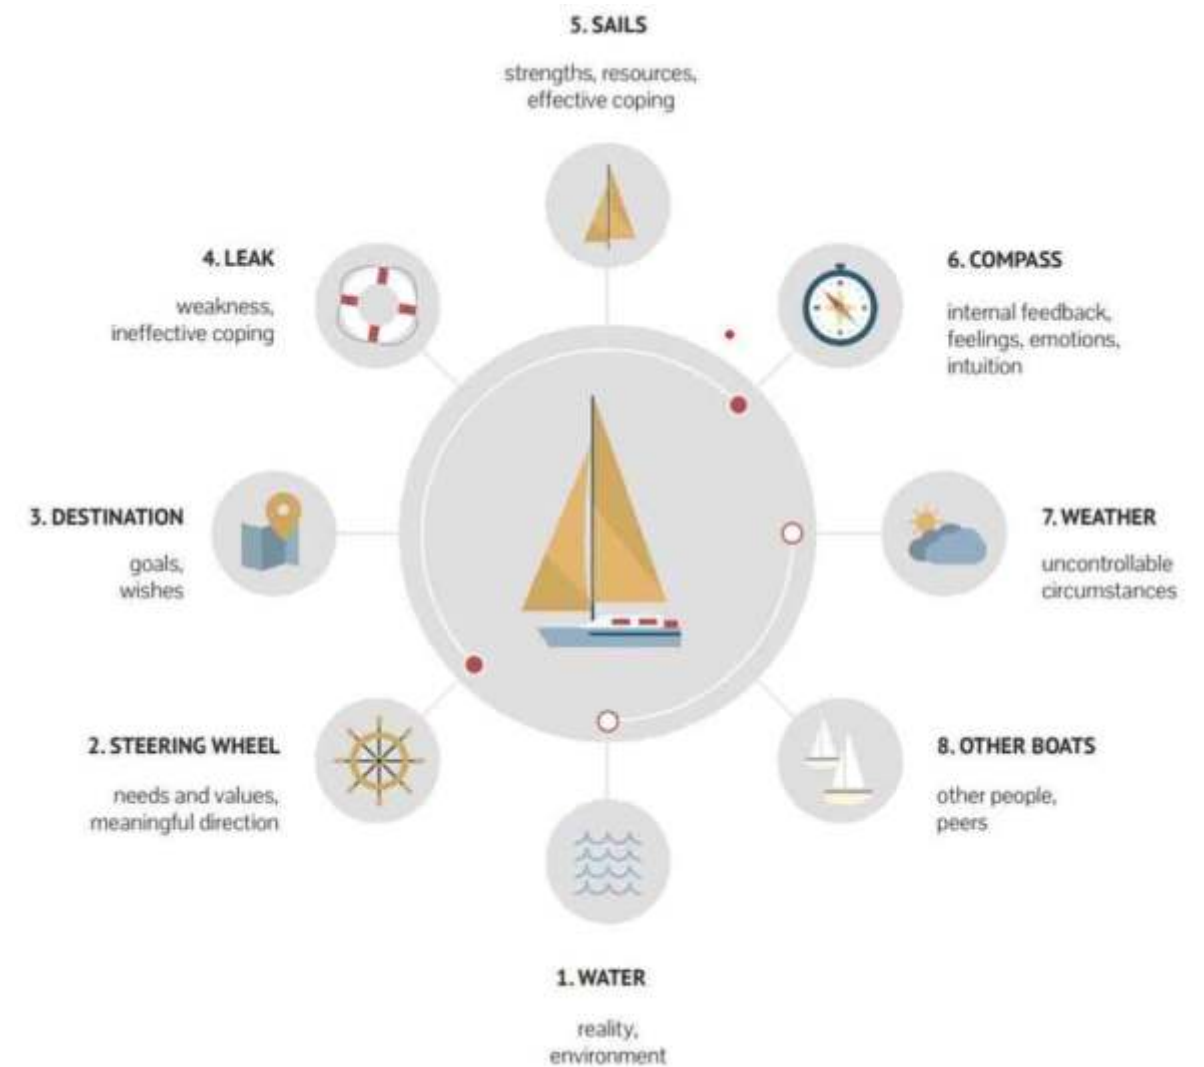 5. SAILS
strengths, resources,
effective coping
4. LEAK
weakness,
ineffective coping
6. COMPASS
internal feedback,
feelings, emotions,
intuition
3. DESTINATION
goals,
wishes
7. WEATHER
uncontrollable
circumstances
2. STEERING WHEEL
needs and values,
meaningful direction
8. OTHER BOATS
other people,
peers
1. WATER
reality,
environment